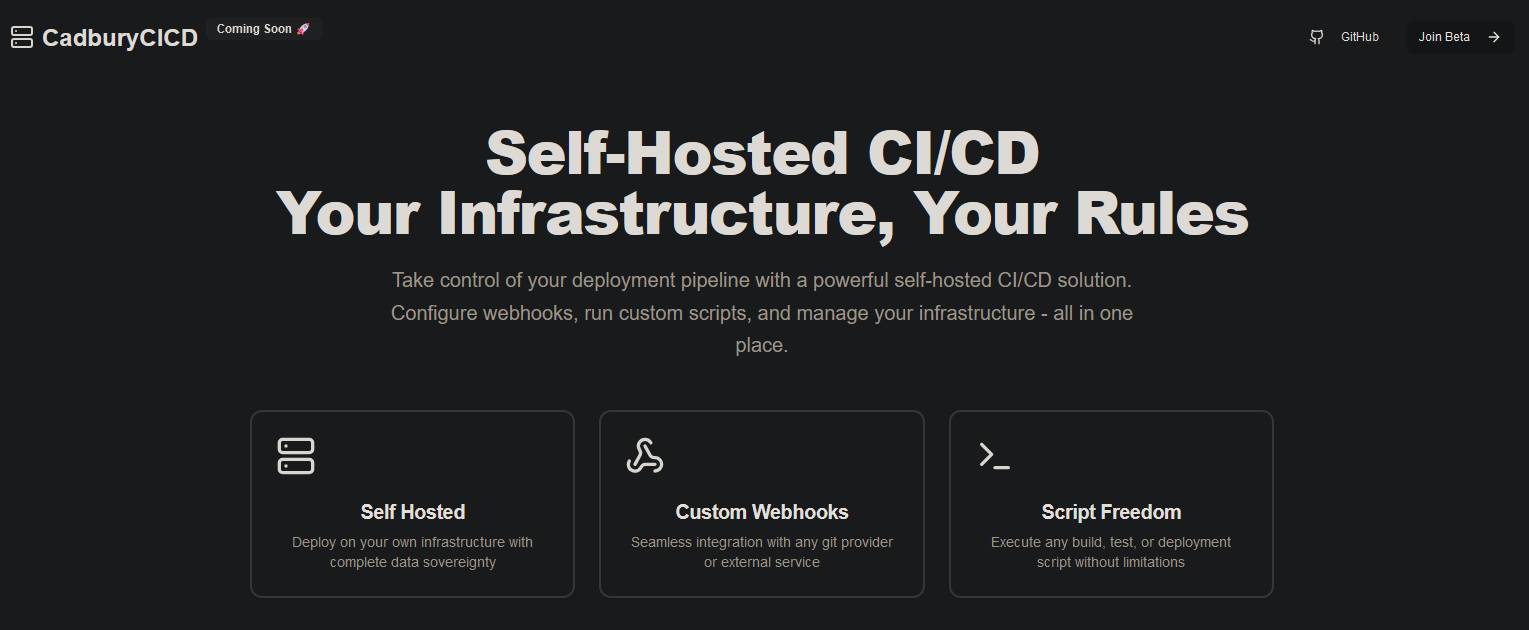 CadburyCICD
Coming Soon 🚀
GitHub
Join Beta →
Self-Hosted CI/CD
Your Infrastructure, Your Rules
Take control of your deployment pipeline with a powerful self-hosted CI/CD solution.
Configure webhooks, run custom scripts, and manage your infrastructure - all in one
place.
Self Hosted
Deploy on your own infrastructure with
complete data sovereignty
Custom Webhooks
Seamless integration with any git provider
or external service
Script Freedom
Execute any build, test, or deployment
script without limitations